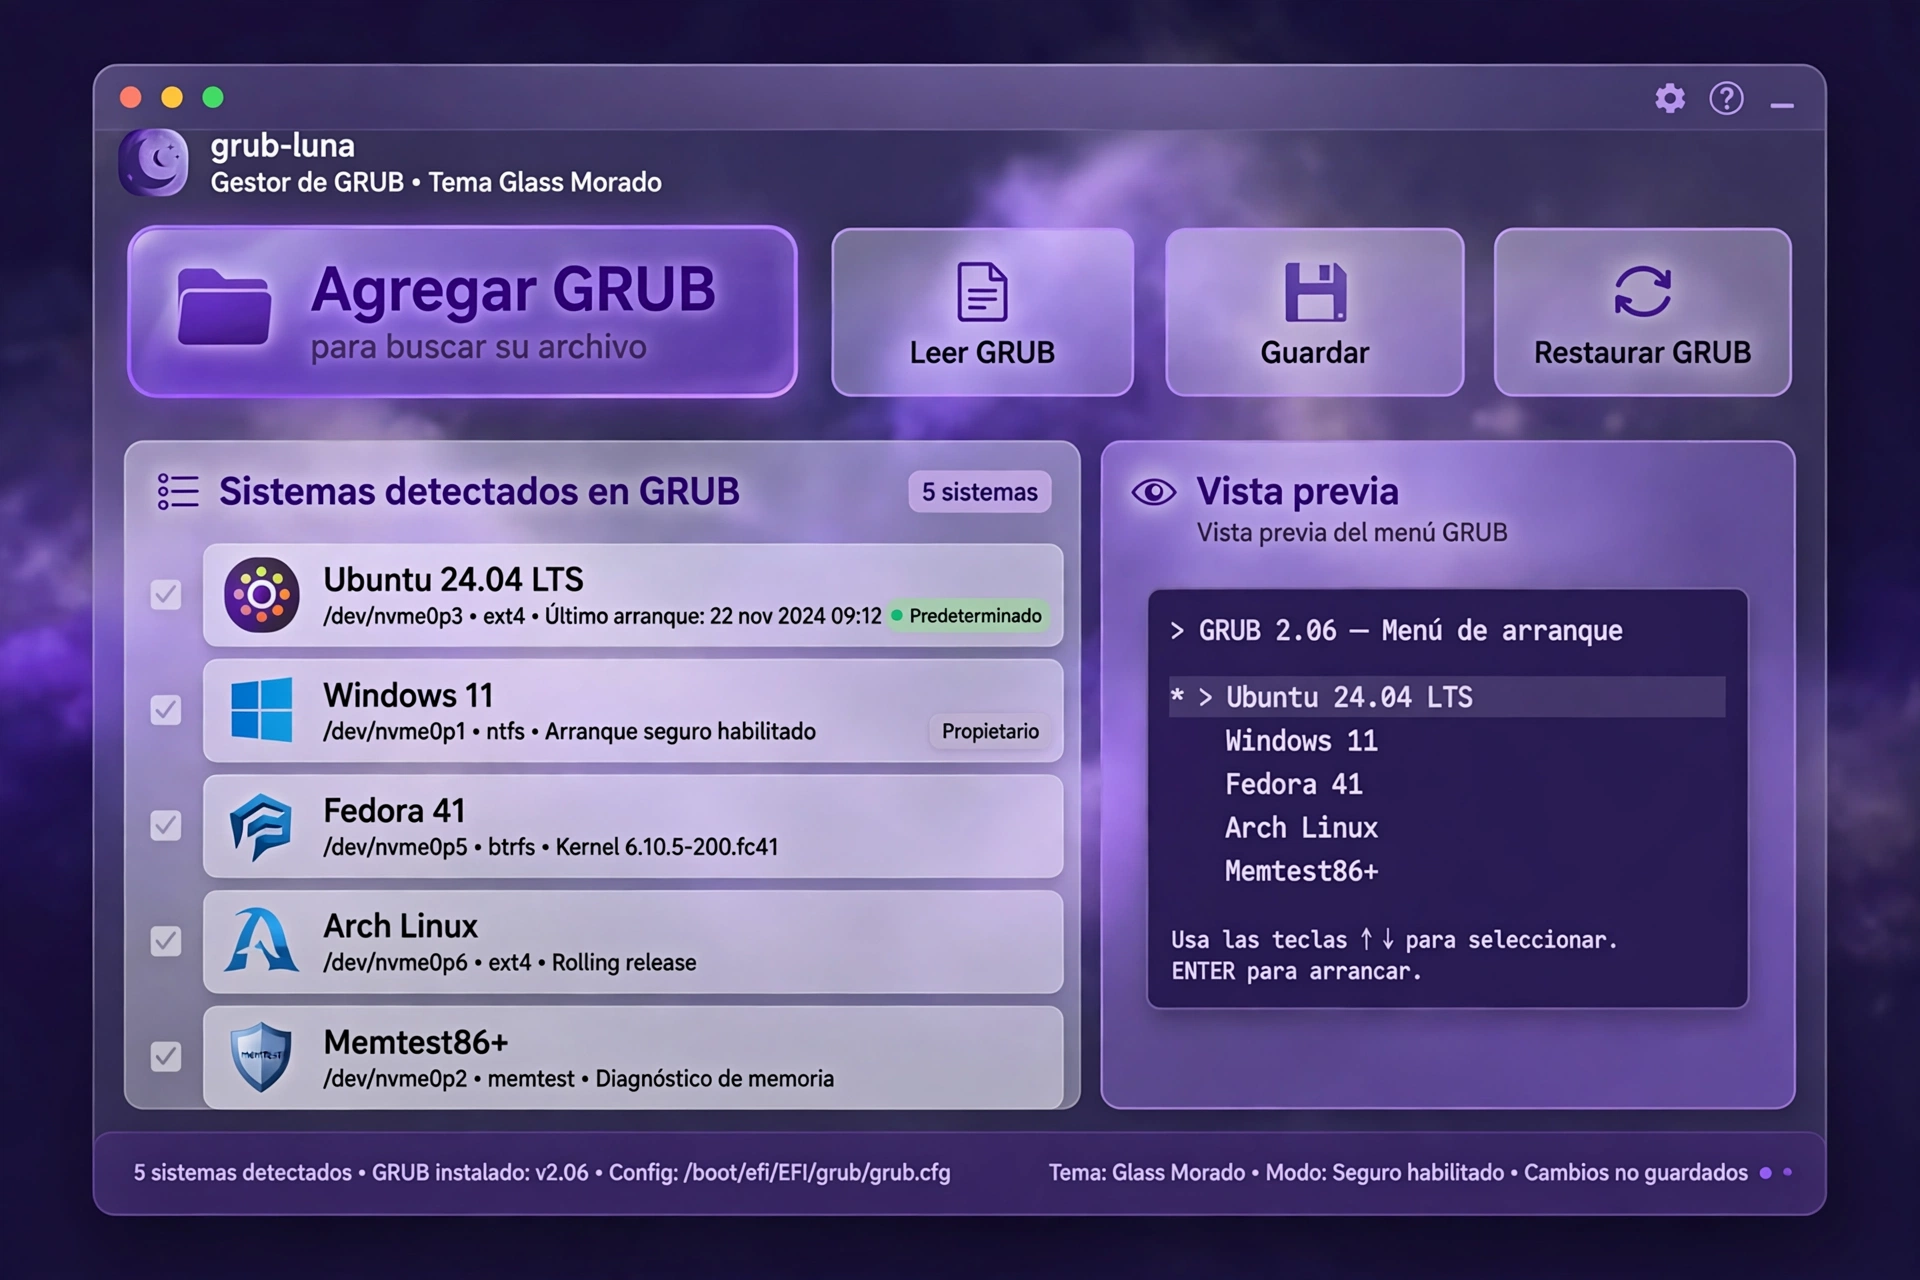 grub-luna
Gestor de GRUB • Tema Glass Morado
Agregar GRUB
para buscar su archivo
Leer GRUB
Guardar
Restaurar GRUB
Sistemas detectados en GRUB
5 sistemas
Ubuntu 24.04 LTS
/dev/nvme0p3 • ext4 • Último arranque: 22 nov 2024 09:12
Predeterminado
Windows 11
/dev/nvme0p1 • ntfs • Arranque seguro habilitado
Propietario
Fedora 41
/dev/nvme0p5 • btrfs • Kernel 6.10.5-200.fc41
Arch Linux
/dev/nvme0p6 • ext4 • Rolling release
MEMTEST
Memtest86+
/dev/nvme0p2 • memtest • Diagnóstico de memoria
Vista previa
Vista previa del menú GRUB
> GRUB 2.06 — Menú de arranque
* > Ubuntu 24.04 LTS
Windows 11
Fedora 41
Arch Linux
Memtest86+
Usa las teclas ↑↓ para seleccionar.
ENTER para arrancar.
5 sistemas detectados • GRUB instalado: v2.06 • Config: /boot/efi/EFI/grub/grub.cfg
Tema: Glass Morado • Modo: Seguro habilitado • Cambios no guardados